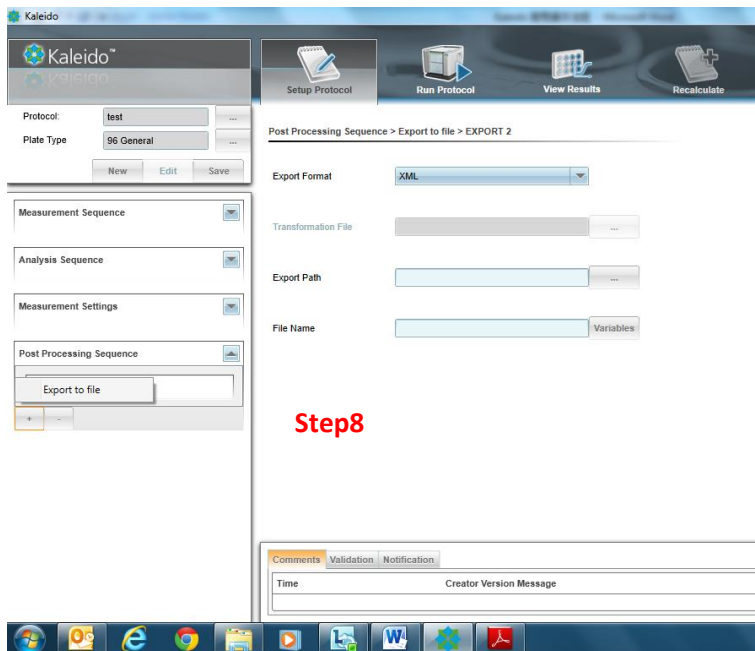 Kaleido
Kaleido™
Setup Protocol
Run Protocol
View Results
Recalculate
Protocol: test ...
Plate Type 96 General ...
New Edit Save
Measurement Sequence
Analysis Sequence
Measurement Settings
Post Processing Sequence
Export to file
+ -
Post Processing Sequence > Export to file > EXPORT 2
Export Format XML
Transformation File ...
Export Path ...
File Name Variables
Step8
Comments Validation Notification
Time Creator Version Message